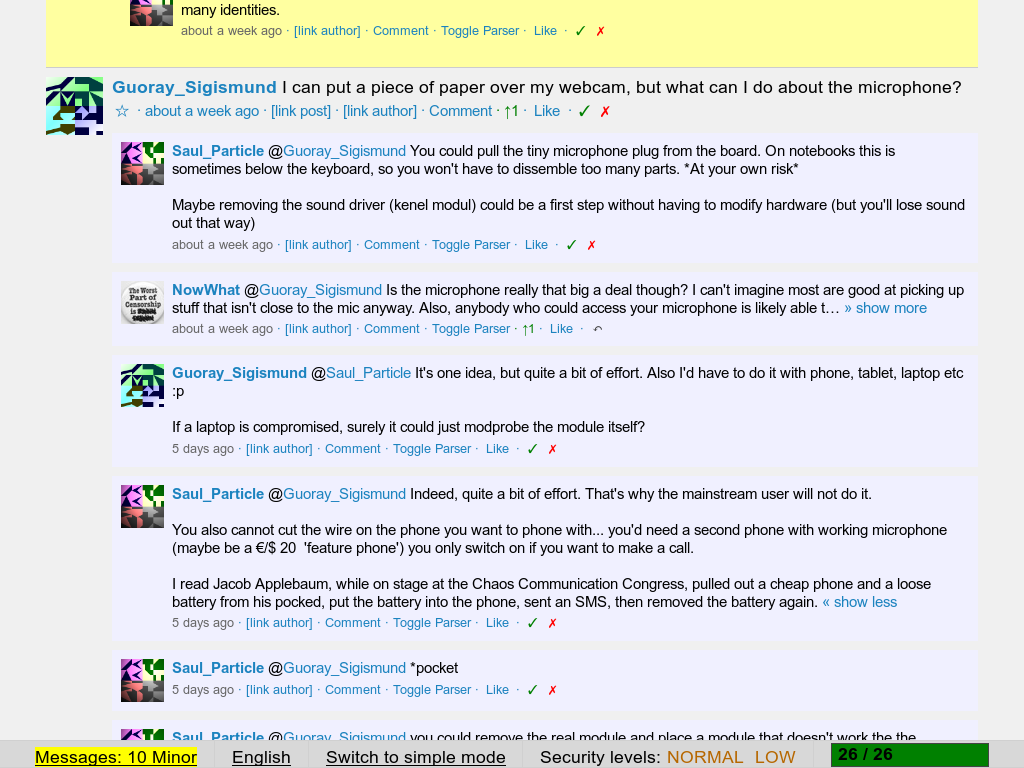 many identities.
about a week ago · [link author] · Comment · Toggle Parser · Like · ✓ ✗
Guoray_Sigismund I can put a piece of paper over my webcam, but what can I do about the microphone?
☆ · about a week ago · [link post] · [link author] · Comment · ↑1 · Like · ✓ ✗
Saul_Particle @Guoray_Sigismund You could pull the tiny microphone plug from the board. On notebooks this is
sometimes below the keyboard, so you won't have to dissemble too many parts. *At your own risk*
Maybe removing the sound driver (kenel modul) could be a first step without having to modify hardware (but you'll lose sound
out that way)
about a week ago · [link author] · Comment · Toggle Parser · Like · ✓ ✗
The Worst
Part of
Censorship
is
NowWhat @Guoray_Sigismund Is the microphone really that big a deal though? I can't imagine most are good at picking up
stuff that isn't close to the mic anyway. Also, anybody who could access your microphone is likely able t… » show more
about a week ago · [link author] · Comment · Toggle Parser · ↑1 · Like · ↶
Guoray_Sigismund @Saul_Particle It's one idea, but quite a bit of effort. Also I'd have to do it with phone, tablet, laptop etc
:p
If a laptop is compromised, surely it could just modprobe the module itself?
5 days ago · [link author] · Comment · Toggle Parser · Like · ✓ ✗
Saul_Particle @Guoray_Sigismund Indeed, quite a bit of effort. That's why the mainstream user will not do it.
You also cannot cut the wire on the phone you want to phone with... you'd need a second phone with working microphone
(maybe be a €/$ 20 'feature phone') you only switch on if you want to make a call.
I read Jacob Applebaum, while on stage at the Chaos Communication Congress, pulled out a cheap phone and a loose
battery from his pocked, put the battery into the phone, sent an SMS, then removed the battery again. « show less
5 days ago · [link author] · Comment · Toggle Parser · Like · ✓ ✗
Saul_Particle @Guoray_Sigismund *pocket
5 days ago · [link author] · Comment · Toggle Parser · Like · ✓ ✗
Saul_Particle @Guoray_Sigismund you could remove the real module and place a module that doesn't work the the
Messages: 10 Minor English Switch to simple mode Security levels: NORMAL LOW 26 / 26